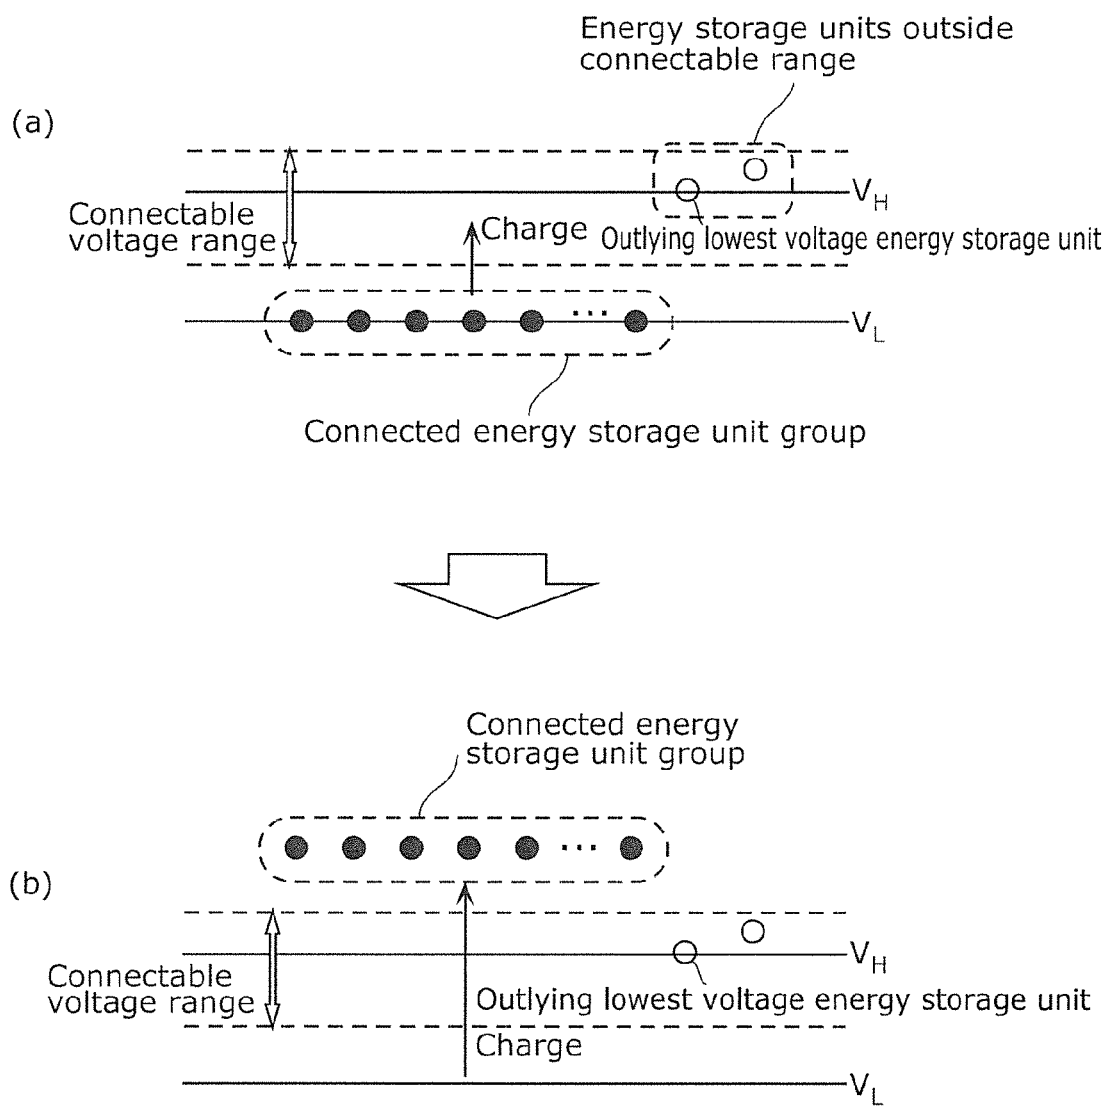 Energy storage units outside
connectable range
(a)
V_H
Connectable
voltage range
Charge
Outlying lowest voltage energy storage unit
...
V_L
Connected energy storage unit group
Connected energy
storage unit group
...
(b)
V_H
Connectable
voltage range
Outlying lowest voltage energy storage unit
Charge
V_L